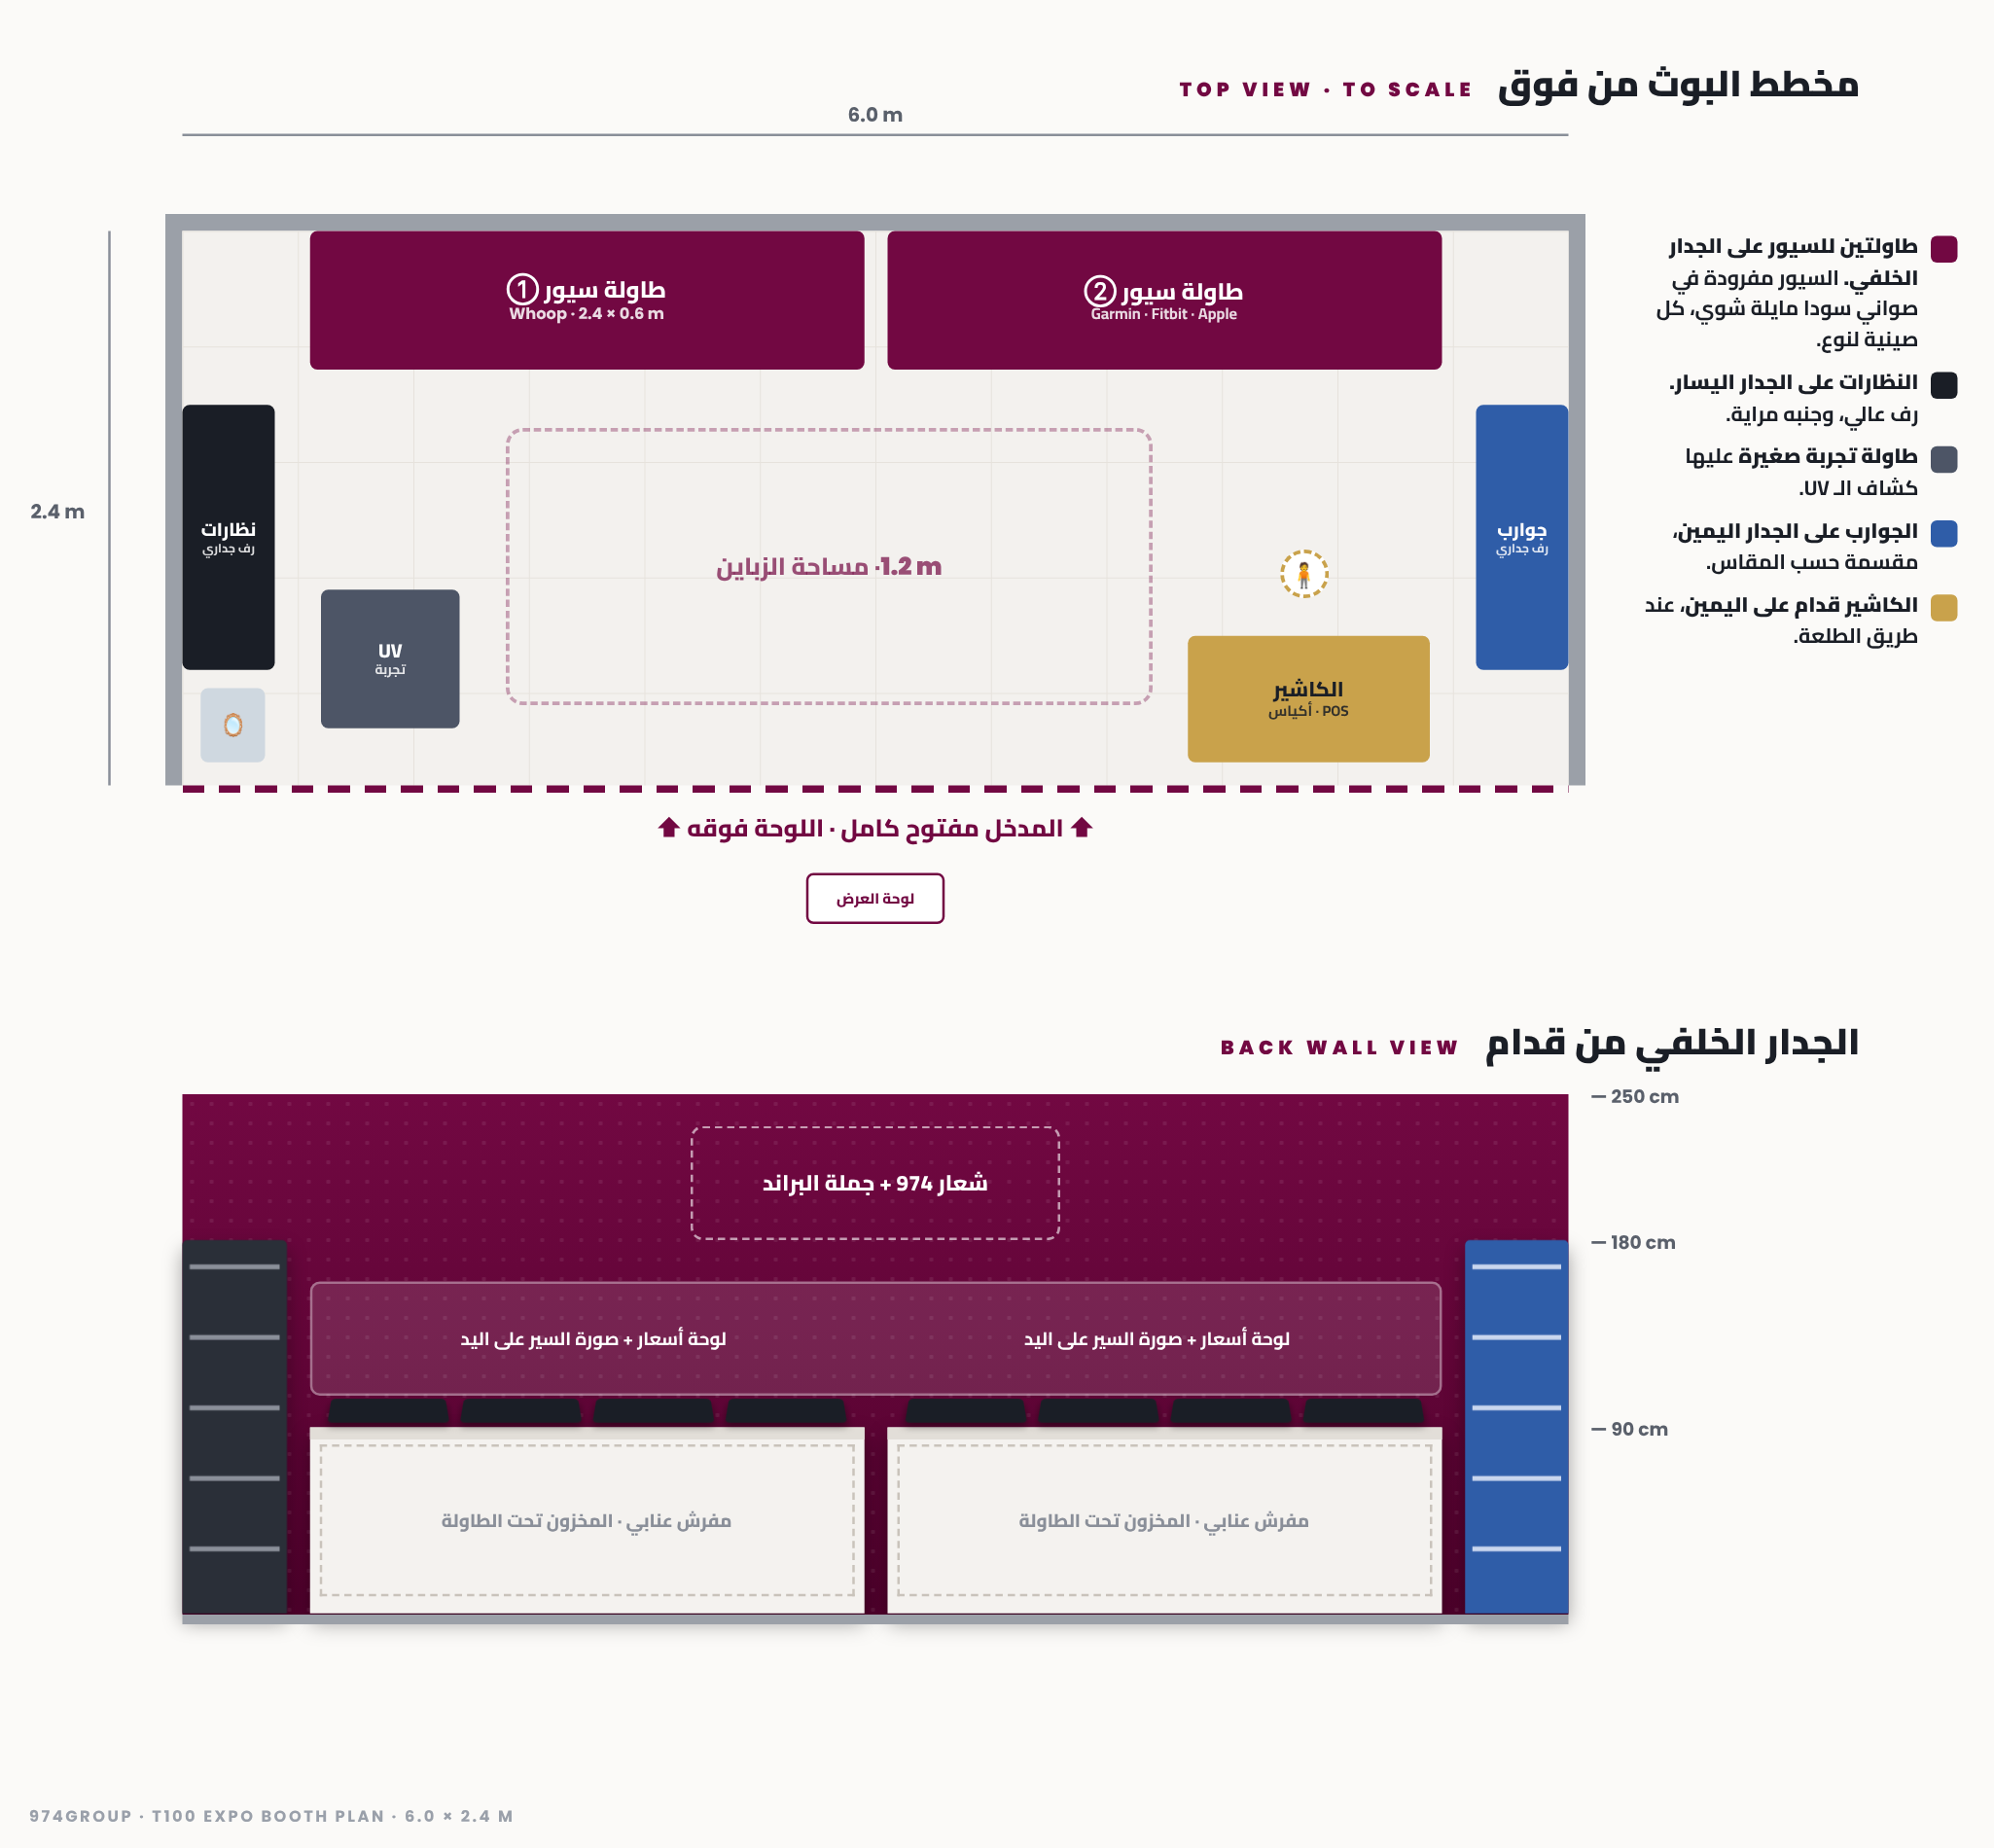 مخطط البوث من فوق TOP VIEW · TO SCALE
6.0 m
2.4 m
طاولة سيور ①
Whoop · 2.4 × 0.6 m
طاولة سيور ②
Garmin · Fitbit · Apple
نظارات
رف جداري
UV
تجربة
1.2 m· مساحة الزباين
جوارب
رف جداري
الكاشير
POS · أكياس
طاولتين للسيور على الجدار
الخلفي. السيور مفرودة في
صواني سودا مايلة شوي، كل
صينية لنوع.
النظارات على الجدار اليسار.
رف عالي، وجنبه مراية.
طاولة تجربة صغيرة عليها
كشاف الـ UV.
الجوارب على الجدار اليمين،
مقسمة حسب المقاس.
الكاشير قدام على اليمين، عند
طريق الطلعة.
⬆ المدخل مفتوح كامل · اللوحة فوقه ⬆
لوحة العرض
الجدار الخلفي من قدام BACK WALL VIEW
250 cm
180 cm
90 cm
شعار 974 + جملة البراند
لوحة أسعار + صورة السير على اليد
لوحة أسعار + صورة السير على اليد
مفرش عنابي · المخزون تحت الطاولة
مفرش عنابي · المخزون تحت الطاولة
974GROUP · T100 EXPO BOOTH PLAN · 6.0 × 2.4 M